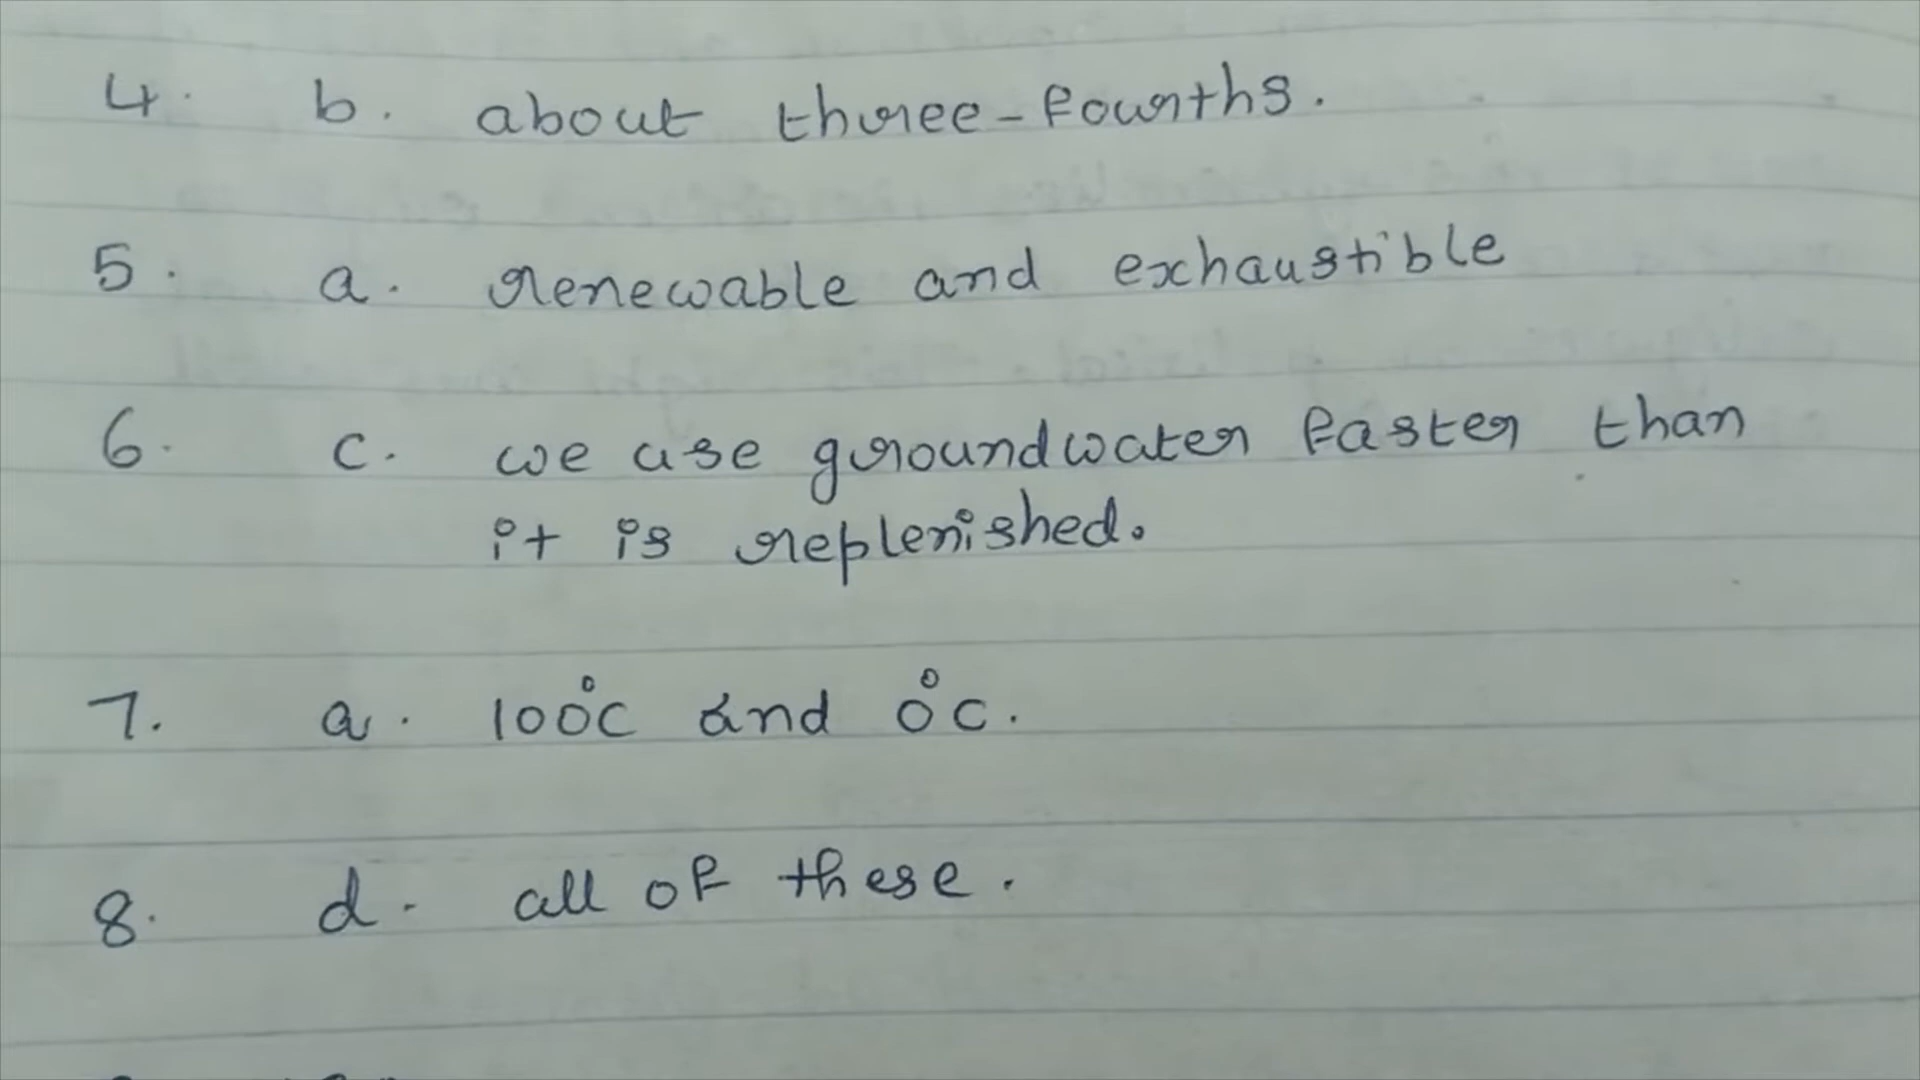 4. b. about three-fourths.
5. a. renewable and exhaustible
6. c. we use groundwater faster than
it is replenished.
7. a. 100°C and 0°C.
8. d. all of these.